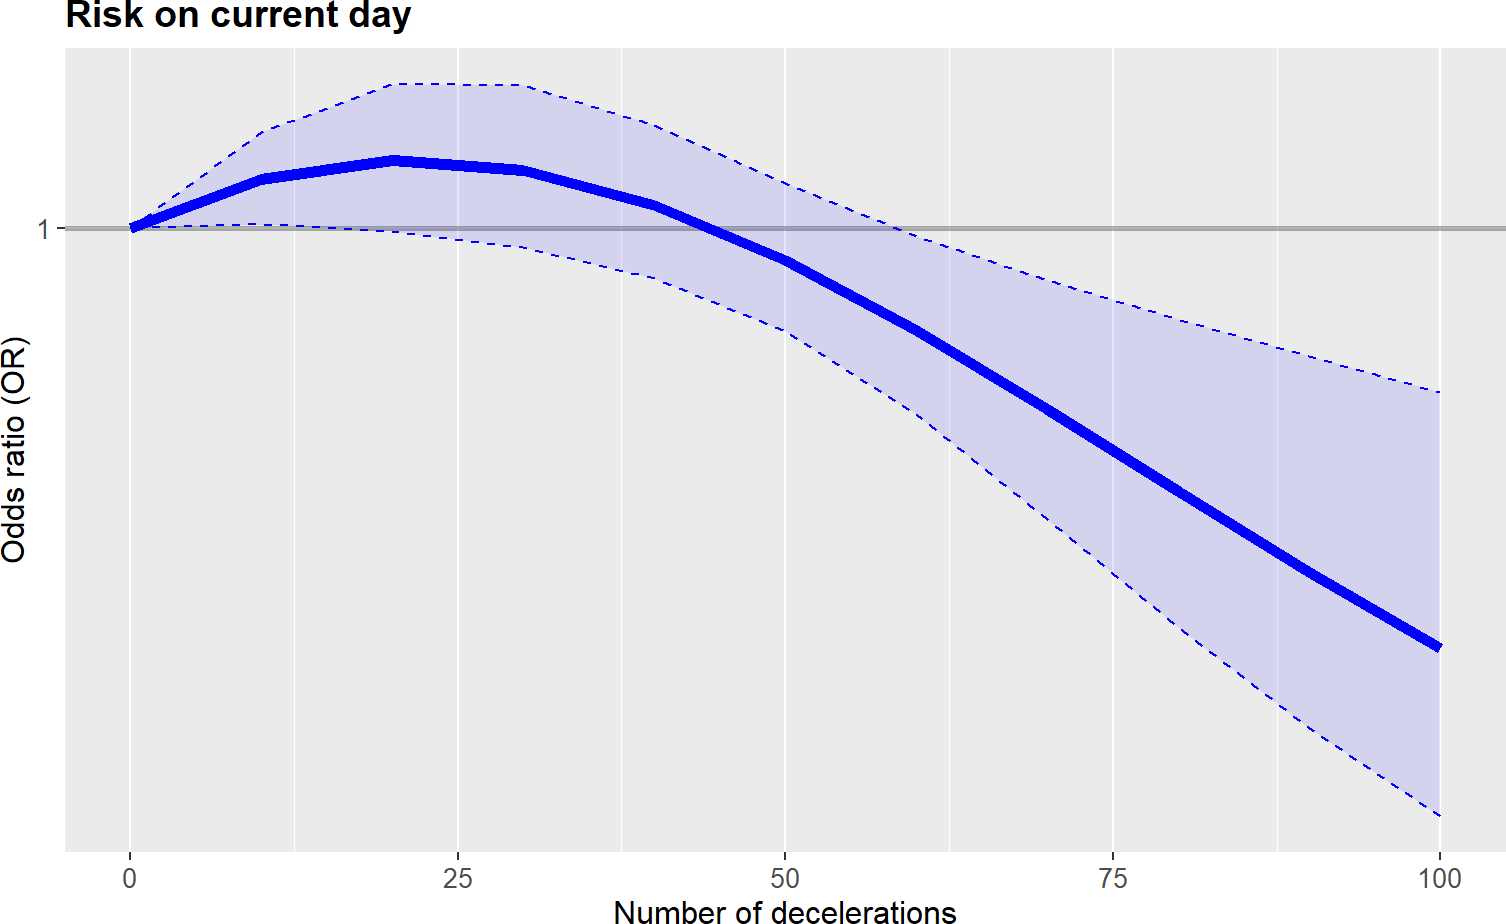 Risk on current day
1
Odds ratio (OR)
0 25 50 75 100
Number of decelerations